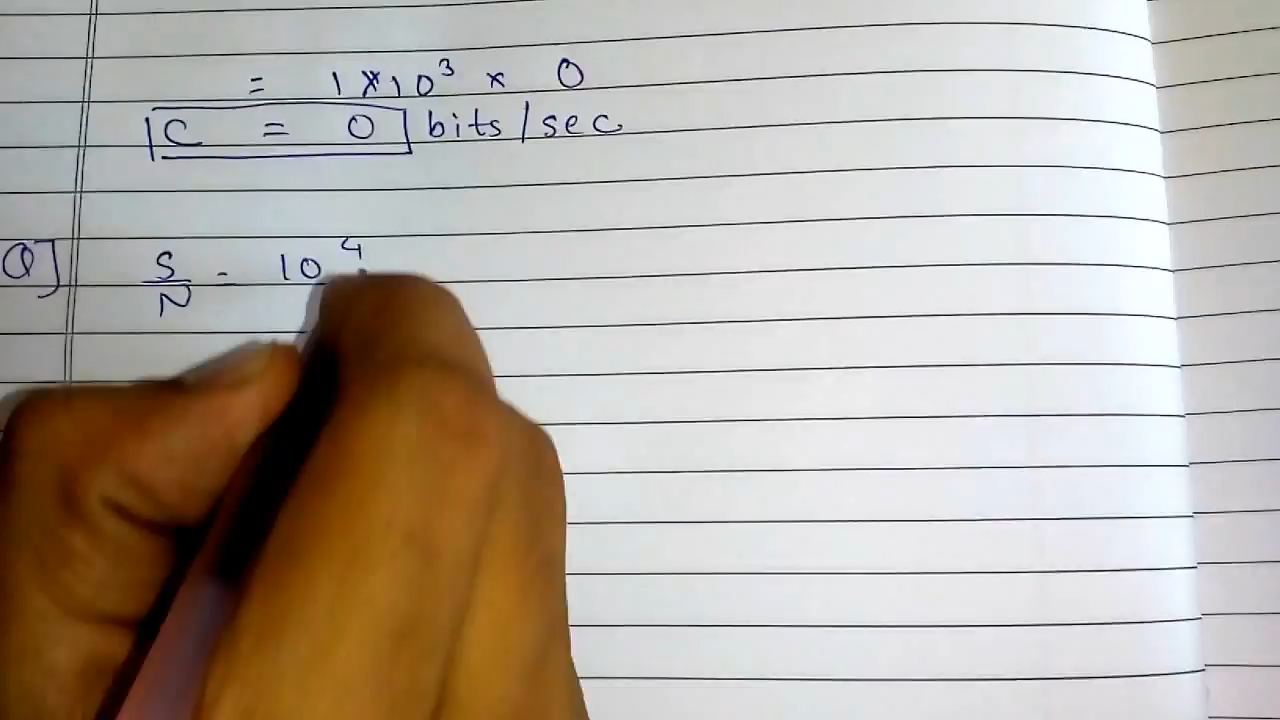 = 1 × 10³ × 0
C = 0 bits/sec
Q] S/N = 10⁴